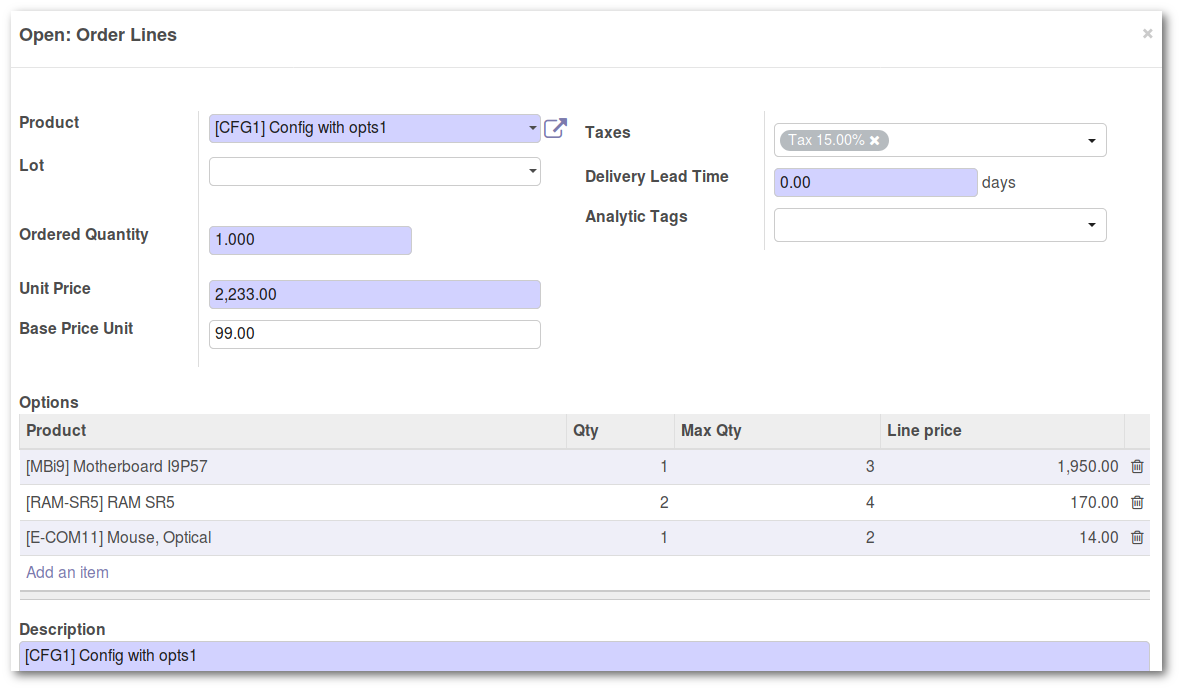 Open: Order Lines ×
Product [CFG1] Config with opts1
Lot
Ordered Quantity 1.000
Unit Price 2,233.00
Base Price Unit 99.00
Taxes Tax 15.00% ✖
Delivery Lead Time 0.00 days
Analytic Tags
Options
Product Qty Max Qty Line price
[MBi9] Motherboard I9P57 1 3 1,950.00
[RAM-SR5] RAM SR5 2 4 170.00
[E-COM11] Mouse, Optical 1 2 14.00
Add an item
Description
[CFG1] Config with opts1